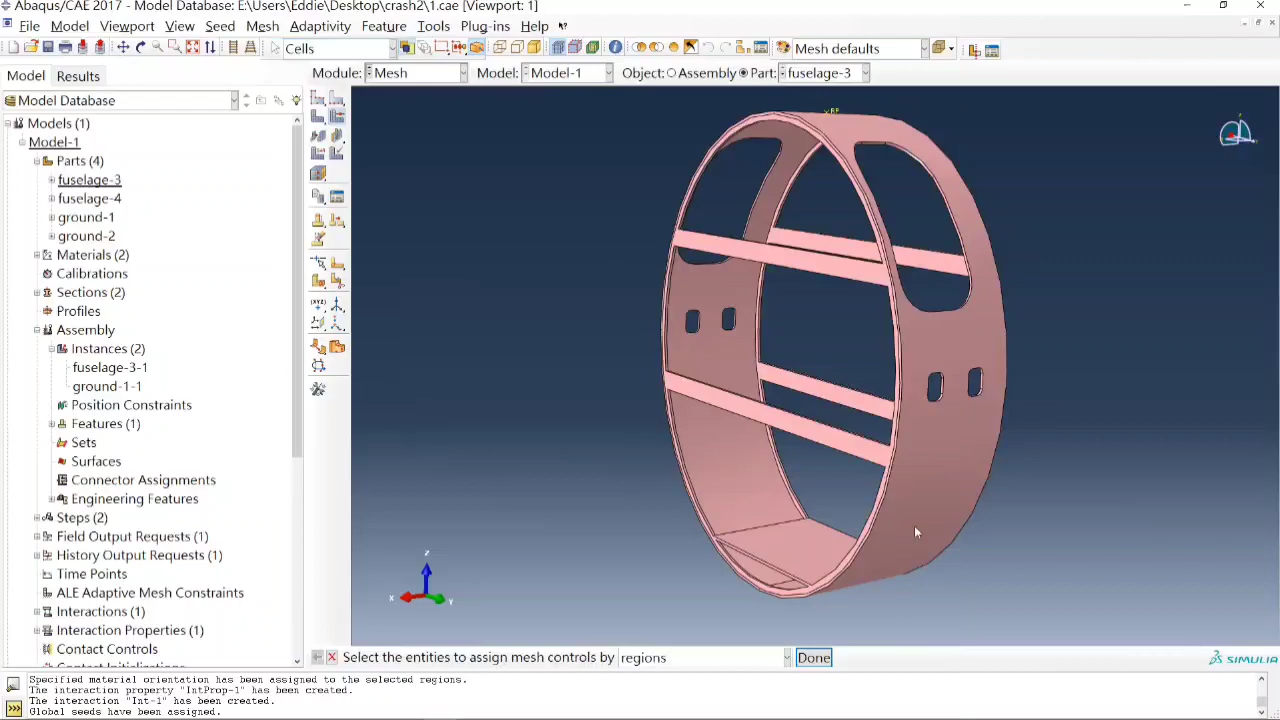 Abaqus/CAE 2017 - Model Database: E:\Users\Eddie\Desktop\crash2\1.cae [Viewport: 1]
File Model Viewport View Seed Mesh Adaptivity Feature Tools Plug-ins Help
Cells Mesh defaults
Model Results Module: Mesh Model: Model-1 Object: Assembly Part: fuselage-3
Model Database
Models (1)
Model-1
Parts (4)
fuselage-3
fuselage-4
ground-1
ground-2
Materials (2)
Calibrations
Sections (2)
Profiles
Assembly
Instances (2)
fuselage-3-1
ground-1-1
Position Constraints
Features (1)
Sets
Surfaces
Connector Assignments
Engineering Features
Steps (2)
Field Output Requests (1)
History Output Requests (1)
Time Points
ALE Adaptive Mesh Constraints
Interactions (1)
Interaction Properties (1)
Contact Controls
Contact Initializations
RP
Z
X
Y
(XYZ)
Select the entities to assign mesh controls by regions Done
SIMULIA
Specified material orientation has been assigned to the selected regions.
The interaction property "IntProp-1" has been created.
The interaction "Int-1" has been created.
Global seeds have been assigned.